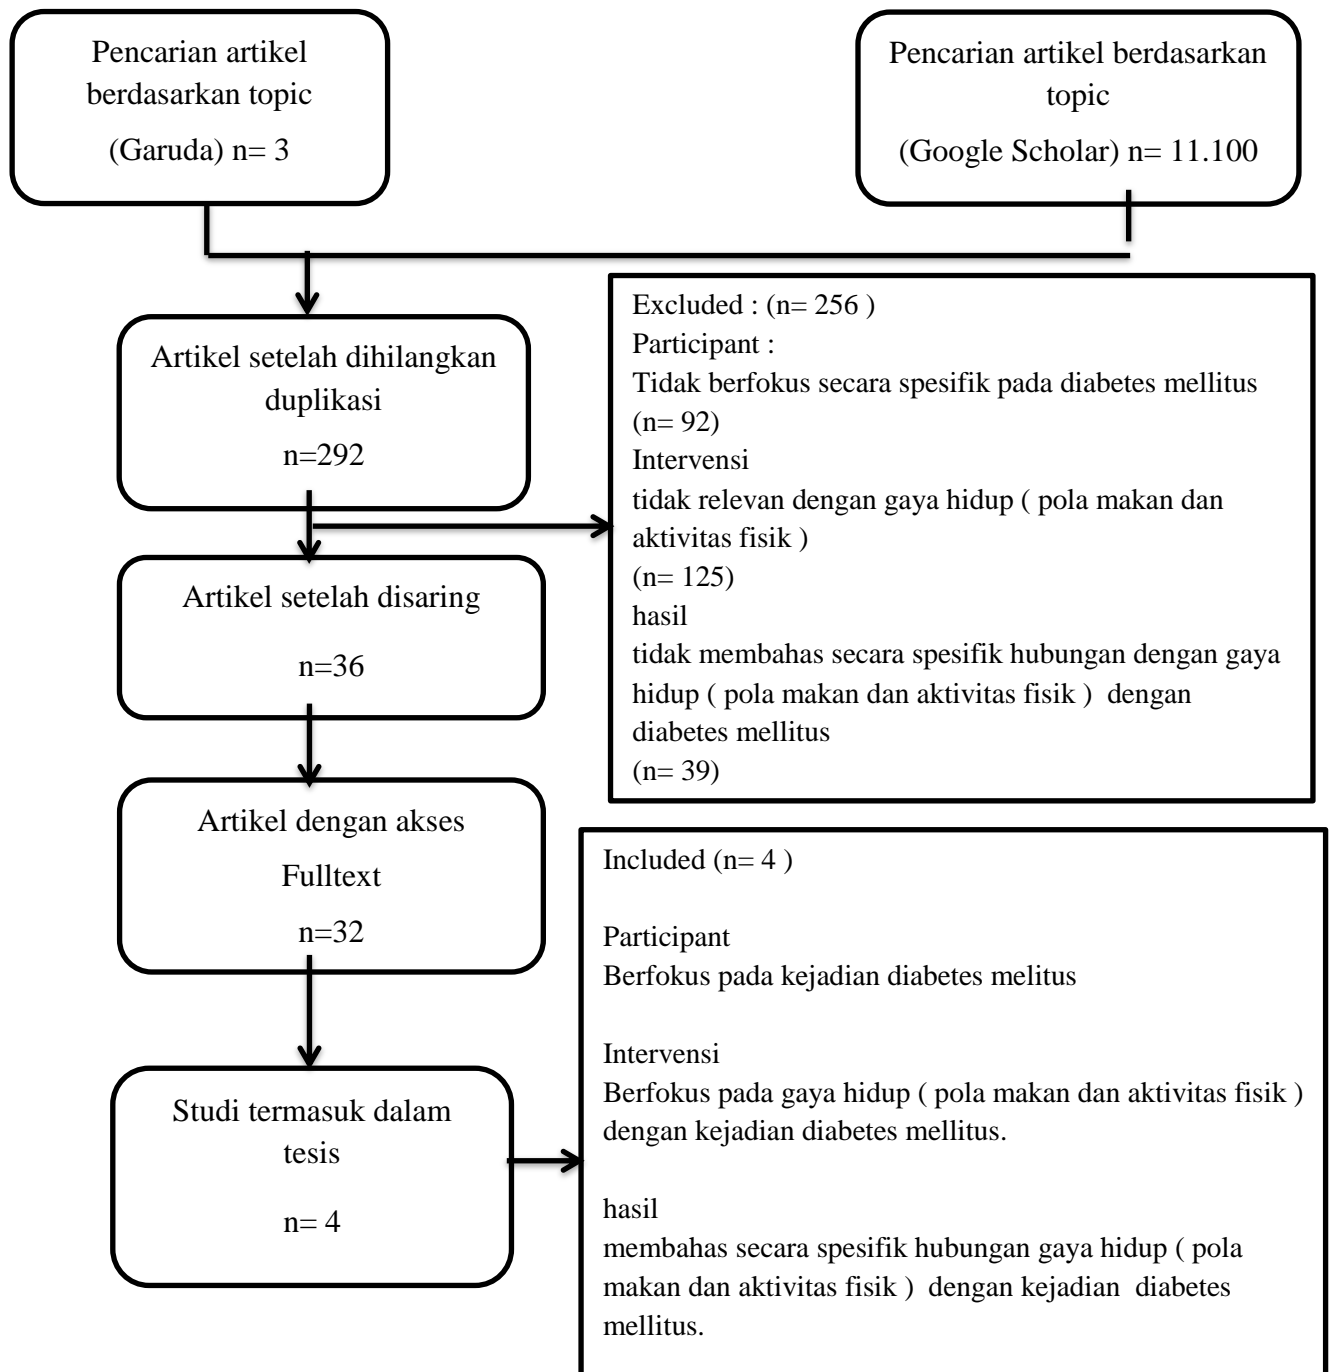 Pencarian artikel
berdasarkan topic
(Garuda) n= 3
Pencarian artikel berdasarkan
topic
(Google Scholar) n= 11.100
Artikel setelah dihilangkan
duplikasi
n=292
Excluded : (n= 256 )
Participant :
Tidak berfokus secara spesifik pada diabetes mellitus
(n= 92)
Intervensi
tidak relevan dengan gaya hidup ( pola makan dan
aktivitas fisik )
(n= 125)
hasil
tidak membahas secara spesifik hubungan dengan gaya
hidup ( pola makan dan aktivitas fisik )  dengan
diabetes mellitus
(n= 39)
Artikel setelah disaring
n=36
Artikel dengan akses
Fulltext
n=32
Studi termasuk dalam
tesis
n= 4
Included (n= 4 )
Participant
Berfokus pada kejadian diabetes melitus
Intervensi
Berfokus pada gaya hidup ( pola makan dan aktivitas fisik )
dengan kejadian diabetes mellitus.
hasil
membahas secara spesifik hubungan gaya hidup ( pola
makan dan aktivitas fisik )  dengan kejadian  diabetes
mellitus.